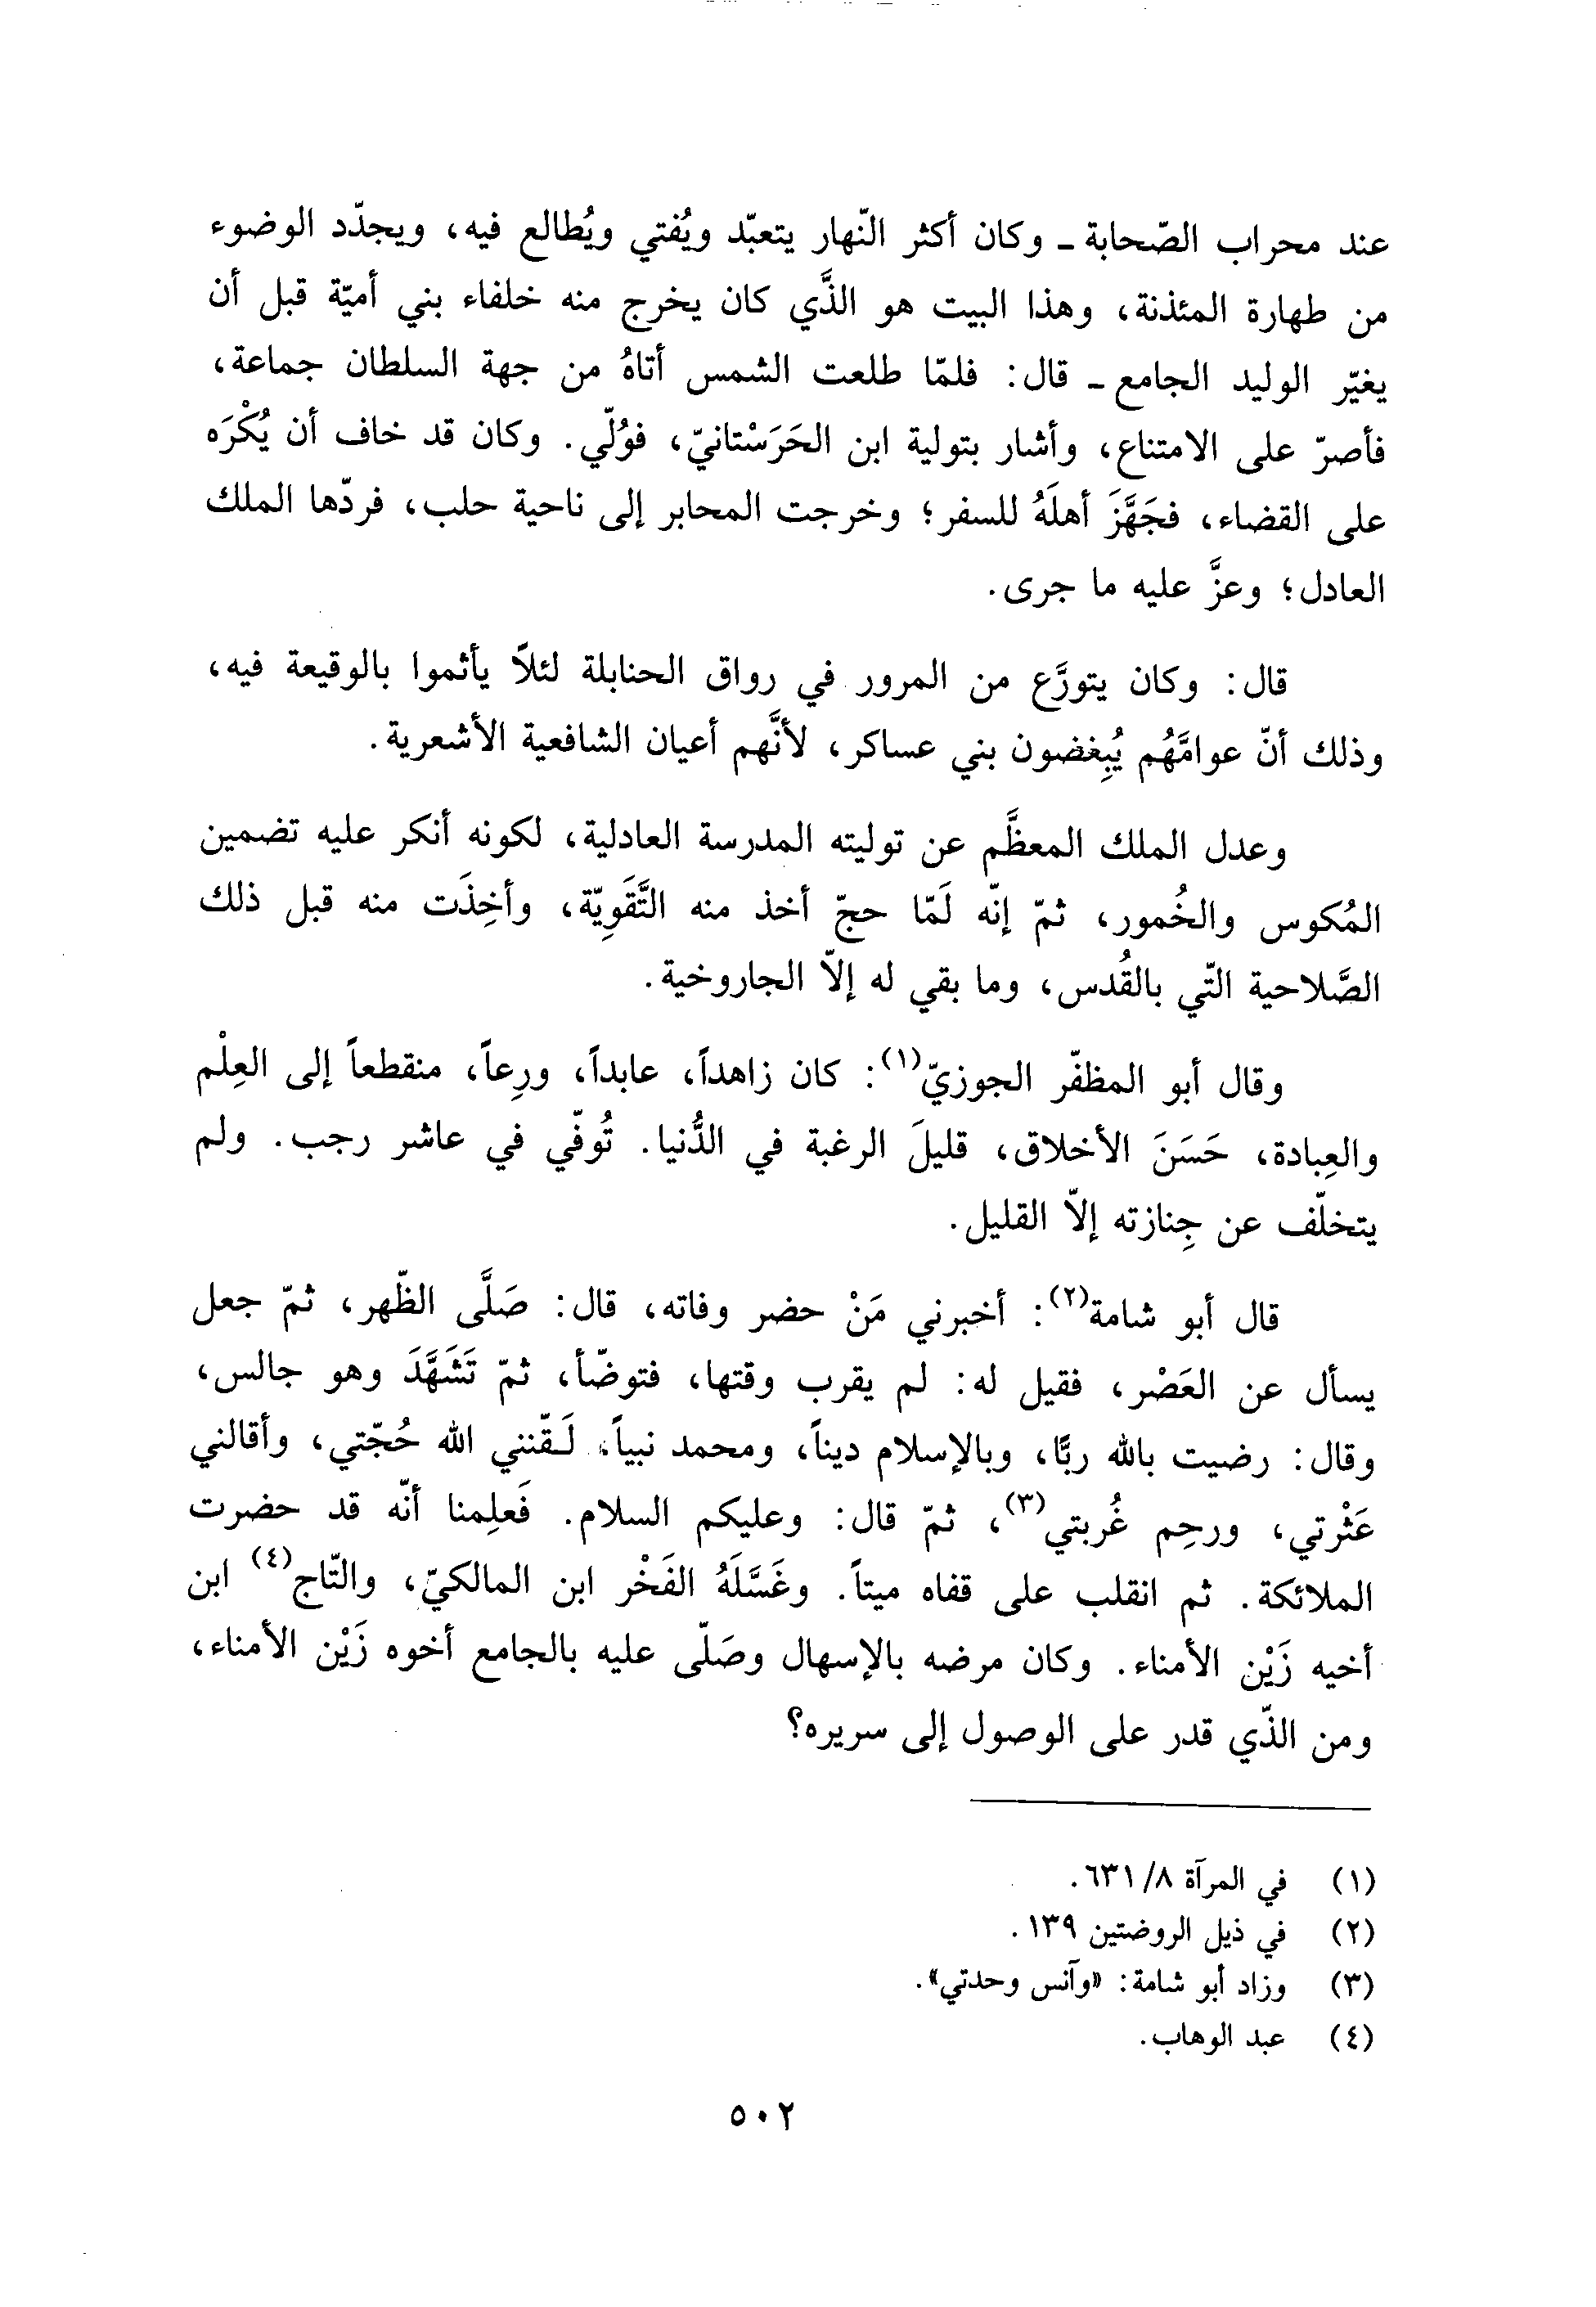 عند محراب الصّحابة ـ وكان أكثر النّهار يتعبّد ويُفتي ويُطالع فيه، ويجدّد الوضوء
من طهارة المئذنة، وهذا البيت هو الذَّي كان يخرج منه خلفاء بني أميّة قبل أن
يغيّر الوليد الجامع ـ قال: فلمّا طلعت الشمس أتاهُ من جهة السلطان جماعة،
فأصرّ على الامتناع، وأشار بتولية ابن الحَرَسْتانيّ، فوُلّي. وكان قد خاف أن يُكْرَه
على القضاء، فجَهَّزَ أهلَهُ للسفر؛ وخرجت المحابر إلى ناحية حلب، فردّها الملك
العادل؛ وعزَّ عليه ما جرى.
قال: وكان يتورَّع من المرور في رواق الحنابلة لئلاّ يأثموا بالوقيعة فيه،
وذلك أنّ عوامَّهُم يُبِغضون بني عساكر، لأنَّهم أعيان الشافعية الأشعرية.
وعدل الملك المعظَّم عن توليته المدرسة العادلية، لكونه أنكر عليه تضمين
المُكوس والخُمور، ثمّ إنّه لَمّا حجّ أخذ منه التَّقَوِيّة، وأخِذَت منه قبل ذلك
الصَّلاحية التّي بالقُدس، وما بقي له إلاّ الجاروخية.
وقال أبو المظفّر الجوزيّ(١): كان زاهداً، عابداً، ورِعاً، منقطعاً إلى العِلْم
والعِبادة، حَسَنَ الأخلاق، قليلَ الرغبة في الدُّنيا. تُوفّي في عاشر رجب. ولم
يتخلّف عن جِنازته إلاّ القليل.
قال أبو شامة(٢): أخبرني مَنْ حضر وفاته، قال: صَلَّى الظّهر، ثمّ جعل
يسأل عن العَصْر، فقيل له: لم يقرب وقتها، فتوضّأ، ثمّ تَشَهَّدَ وهو جالس،
وقال: رضيت بالله ربًّا، وبالإسلام ديناً، ومحمد نبياً، لَـقّنني الله حُجّتي، وأقالني
عَثْرتي، ورحِم غُربتي(٣)، ثمّ قال: وعليكم السلام. فَعلِمنا أنّه قد حضرت
الملائكة. ثم انقلب على قفاه ميتاً. وغَسَّلَهُ الفَخْر ابن المالكيّ، والتّاج(٤) ابن
أخيه زَيْن الأمناء. وكان مرضه بالإسهال وصَلّى عليه بالجامع أخوه زَيْن الأمناء،
ومن الذّي قدر على الوصول إلى سريره؟
(١) في المرآة ٨/ ٦٣١.
(٢) في ذيل الروضتين ١٣٩.
(٣) وزاد أبو شامة: «وآنس وحدتي».
(٤) عبد الوهاب.
٥٠٢